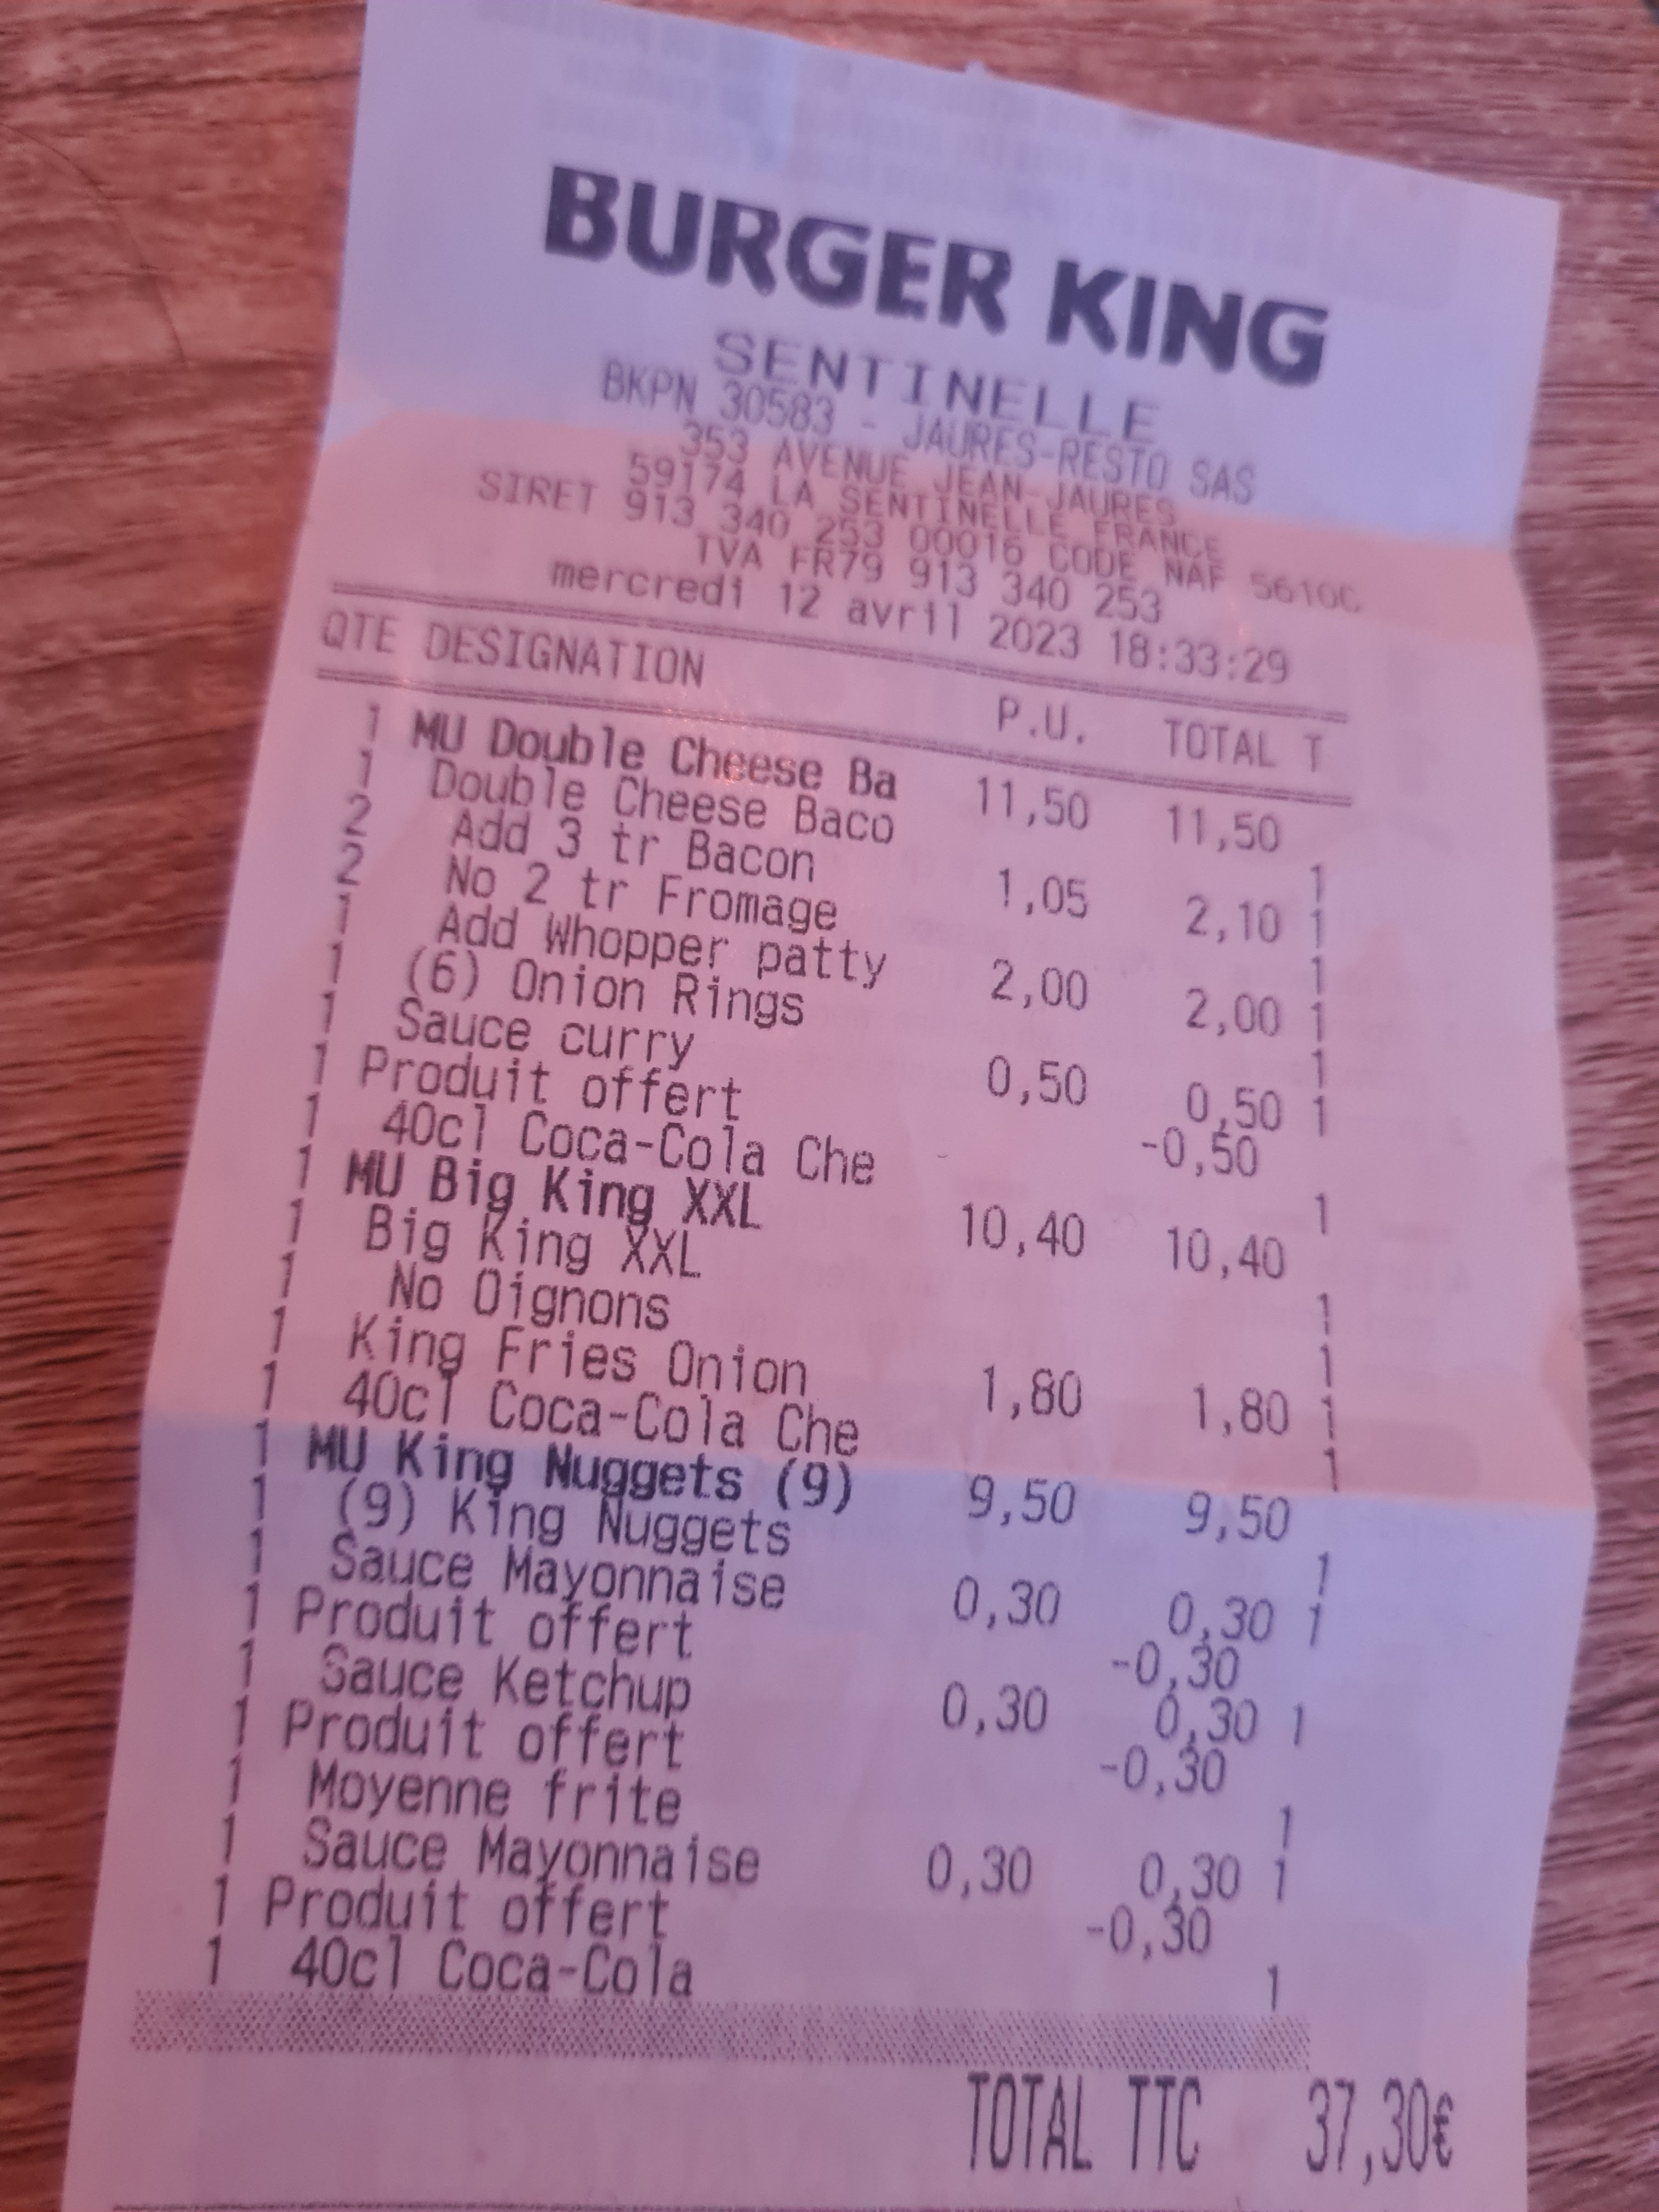 BURGER KING
SENTINELLE
BKPN 30583 - JAURES-RESTO SAS
353 AVENUE JEAN-JAURES
59174 LA SENTINELLE FRANCE
SIRET 913 340 253 00016 CODE NAF 5610C
TVA FR79 913 340 253
mercredi 12 avril 2023 18:33:29
QTE DESIGNATION P.U. TOTAL T
1 MU Double Cheese Ba 11,50 11,50
1 Double Cheese Baco 1
2 Add 3 tr Bacon 1,05 2,10 1
2 No 2 tr Fromage 1
1 Add Whopper patty 2,00 2,00 1
1 (6) Onion Rings 1
1 Sauce curry 0,50 0,50 1
1 Produit offert -0,50
1 40cl Coca-Cola Che 1
1 MU Big King XXL 10,40 10,40
1 Big King XXL 1
1 No Oignons 1
1 King Fries Onion 1,80 1,80 1
1 40cl Coca-Cola Che 1
1 MU King Nuggets (9) 9,50 9,50
1 (9) King Nuggets 1
1 Sauce Mayonnaise 0,30 0,30 1
1 Produit offert -0,30
1 Sauce Ketchup 0,30 0,30 1
1 Produit offert -0,30
1 Moyenne frite 1
1 Sauce Mayonnaise 0,30 0,30 1
1 Produit offert -0,30
1 40cl Coca-Cola 1
TOTAL TTC 37,30€